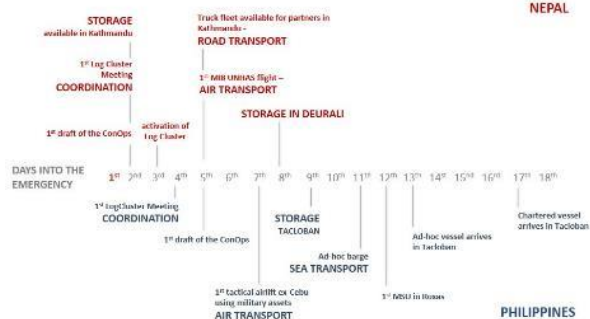 NEPAL
STORAGE
available in Kathmandu
Truck fleet available for partners in
Kathmandu -
ROAD TRANSPORT
1st Log Cluster
Meeting
COORDINATION
1st MI8 UNHAS flight –
AIR TRANSPORT
STORAGE IN DEURALI
1st draft of the ConOps
activation of
Log Cluster
DAYS INTO THE
EMERGENCY
1st 2nd 3rd 4th 5th 6th 7th 8th 9th 10th 11th 12th 13th 14th 15th 16th 17th 18th
1st LogCluster Meeting
COORDINATION
1st draft of the ConOps
STORAGE
TACLOBAN
Ad-hoc vessel arrives
in Tacloban
Chartered vessel
arrives in Tacloban
Ad-hoc barge
SEA TRANSPORT
1st tactical airlift ex Cebu
using military assets
AIR TRANSPORT
1st MSU in Roxas
PHILIPPINES